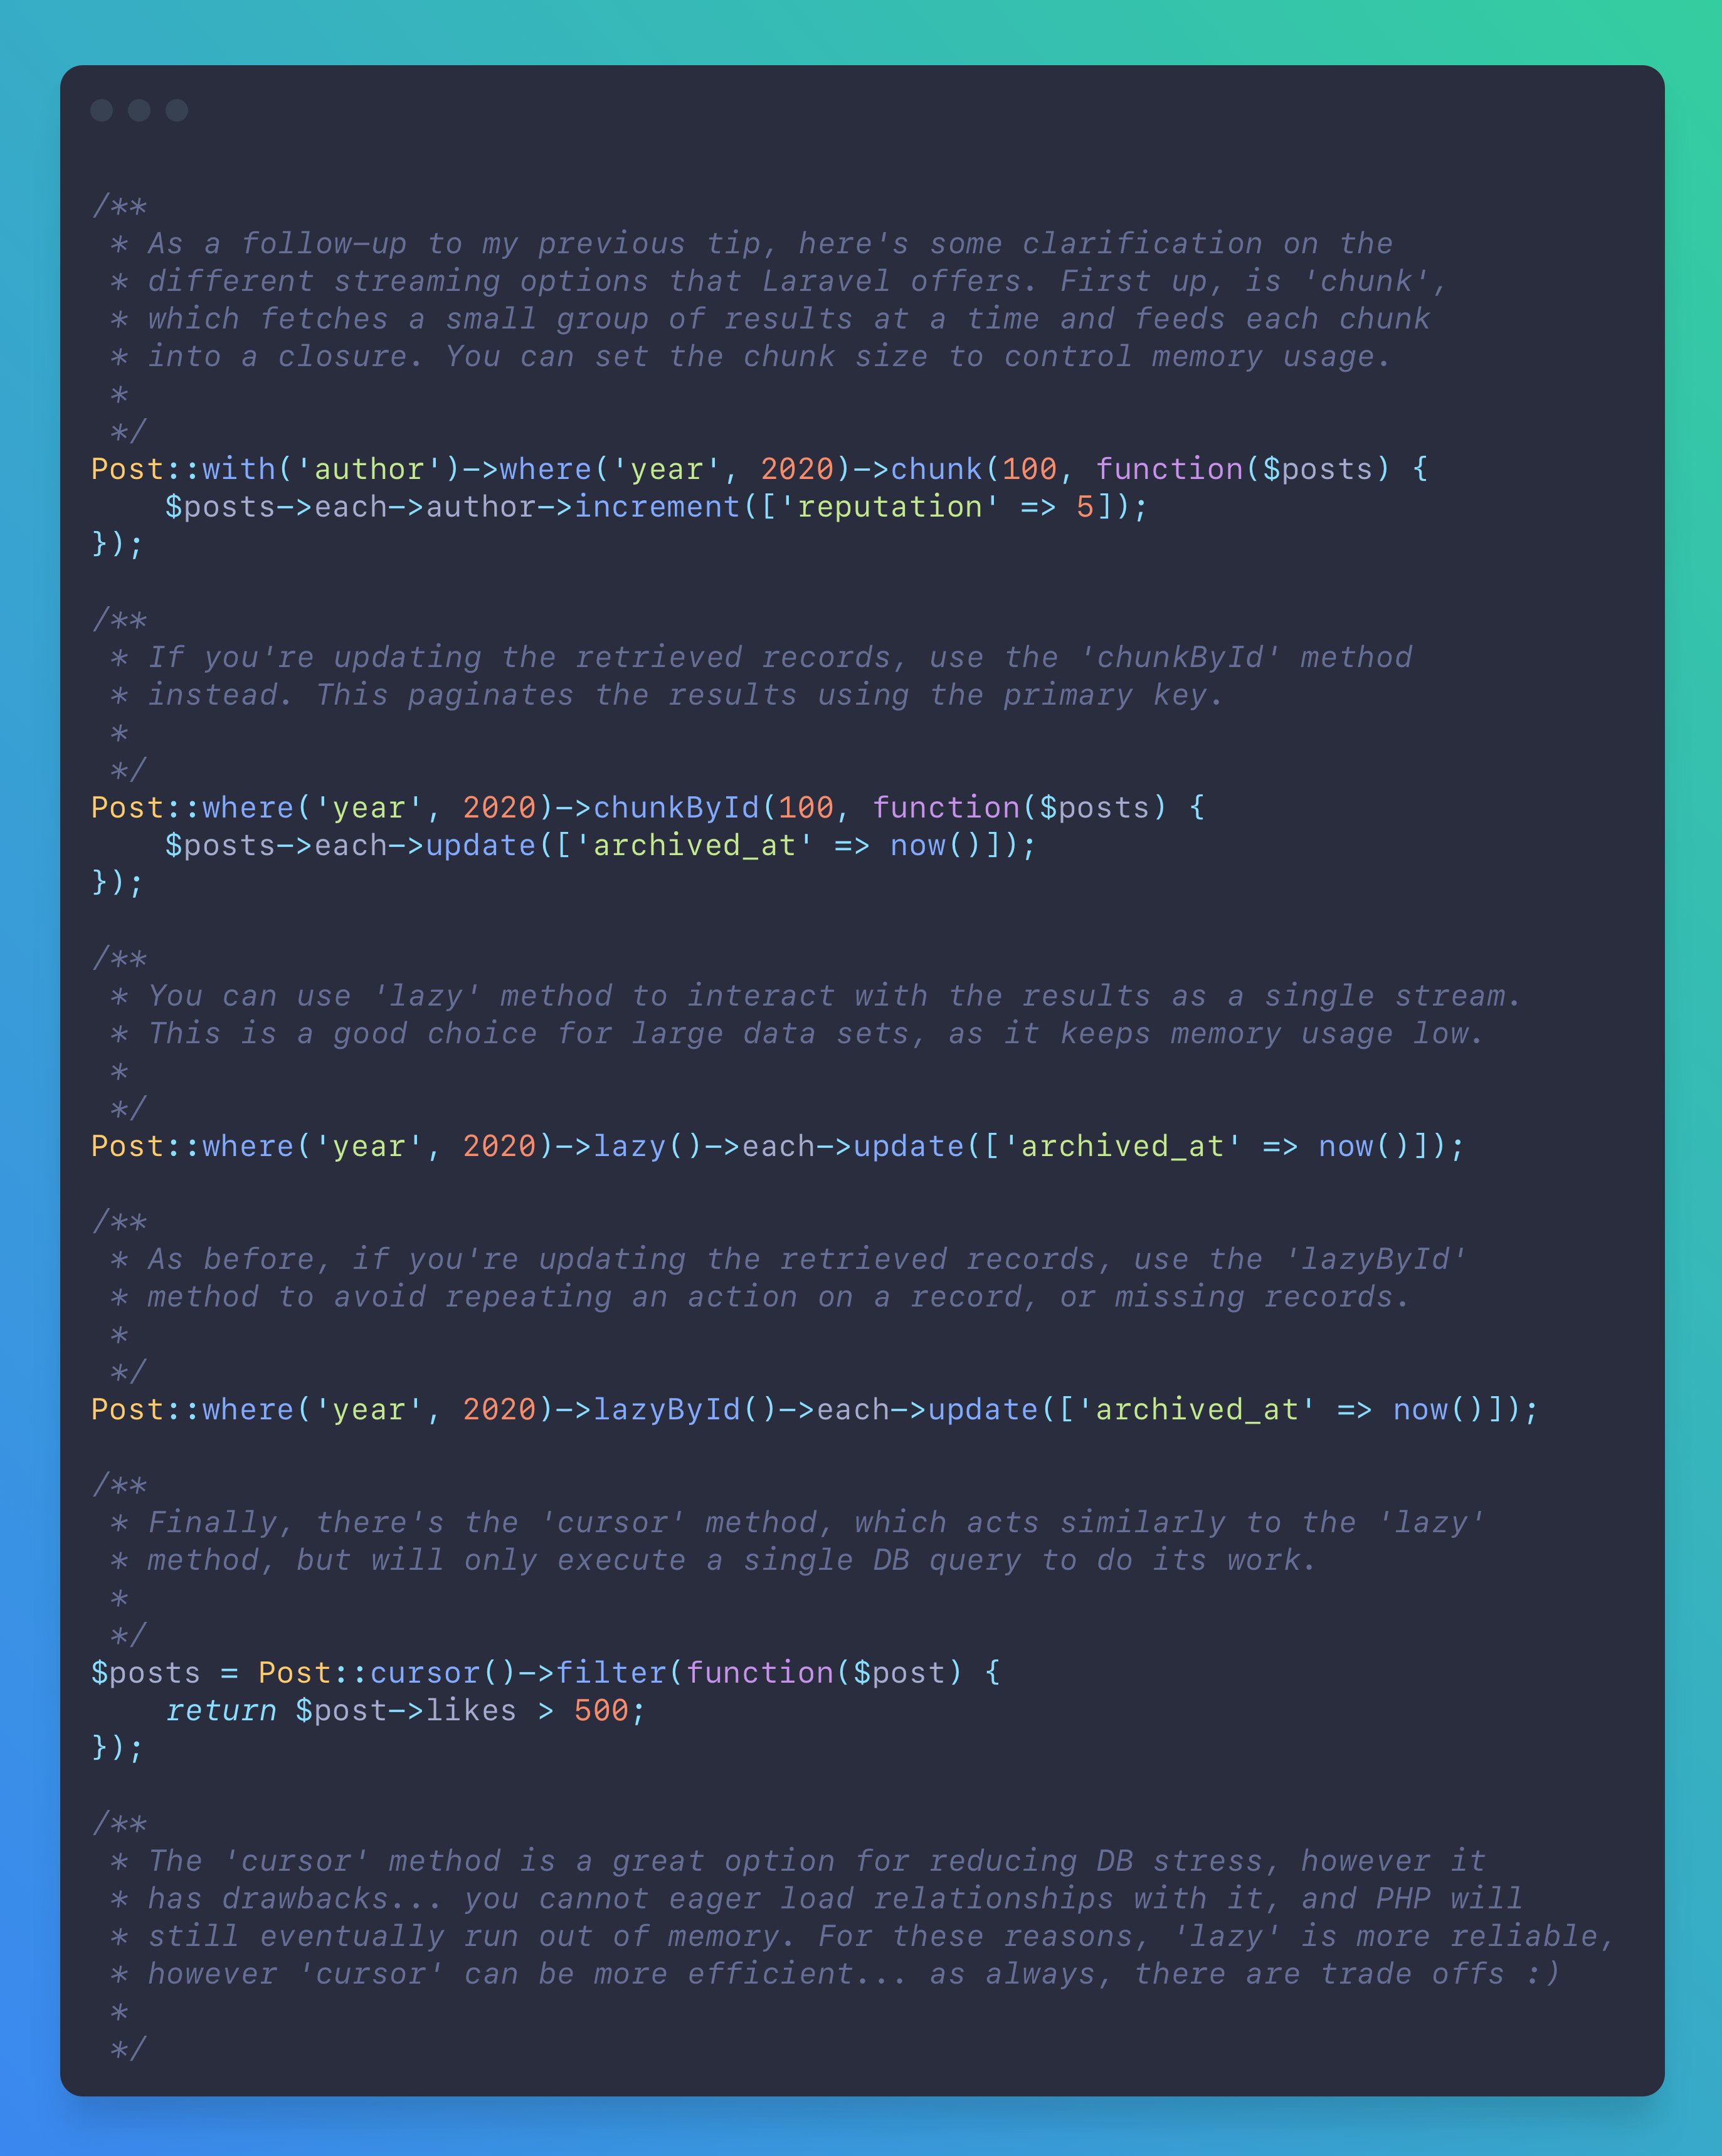 /**
 * As a follow-up to my previous tip, here's some clarification on the
 * different streaming options that Laravel offers. First up, is 'chunk',
 * which fetches a small group of results at a time and feeds each chunk
 * into a closure. You can set the chunk size to control memory usage.
 *
 */
Post::with('author')->where('year', 2020)->chunk(100, function($posts) {
    $posts->each->author->increment(['reputation' => 5]);
});

/**
 * If you're updating the retrieved records, use the 'chunkById' method
 * instead. This paginates the results using the primary key.
 *
 */
Post::where('year', 2020)->chunkById(100, function($posts) {
    $posts->each->update(['archived_at' => now()]);
});

/**
 * You can use 'lazy' method to interact with the results as a single stream.
 * This is a good choice for large data sets, as it keeps memory usage low.
 *
 */
Post::where('year', 2020)->lazy()->each->update(['archived_at' => now()]);

/**
 * As before, if you're updating the retrieved records, use the 'lazyById'
 * method to avoid repeating an action on a record, or missing records.
 *
 */
Post::where('year', 2020)->lazyById()->each->update(['archived_at' => now()]);

/**
 * Finally, there's the 'cursor' method, which acts similarly to the 'lazy'
 * method, but will only execute a single DB query to do its work.
 *
 */
$posts = Post::cursor()->filter(function($post) {
    return $post->likes > 500;
});

/**
 * The 'cursor' method is a great option for reducing DB stress, however it
 * has drawbacks... you cannot eager load relationships with it, and PHP will
 * still eventually run out of memory. For these reasons, 'lazy' is more reliable,
 * however 'cursor' can be more efficient... as always, there are trade offs :)
 *
 */